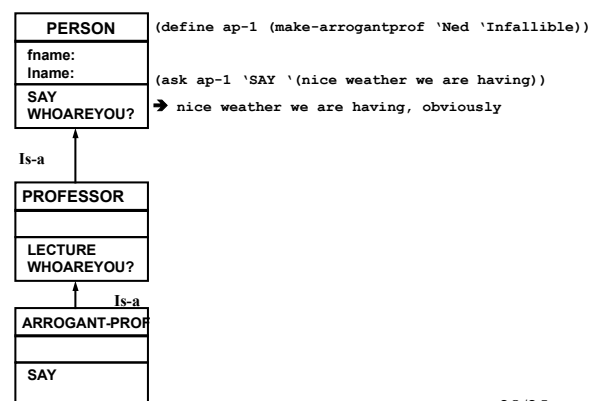 PERSON
fname:
lname:
SAY
WHOAREYOU?
(define ap-1 (make-arrogantprof ‘Ned ‘Infallible))
(ask ap-1 ‘SAY ‘(nice weather we are having))
➔ nice weather we are having, obviously
Is-a
PROFESSOR
LECTURE
WHOAREYOU?
Is-a
ARROGANT-PROF
SAY